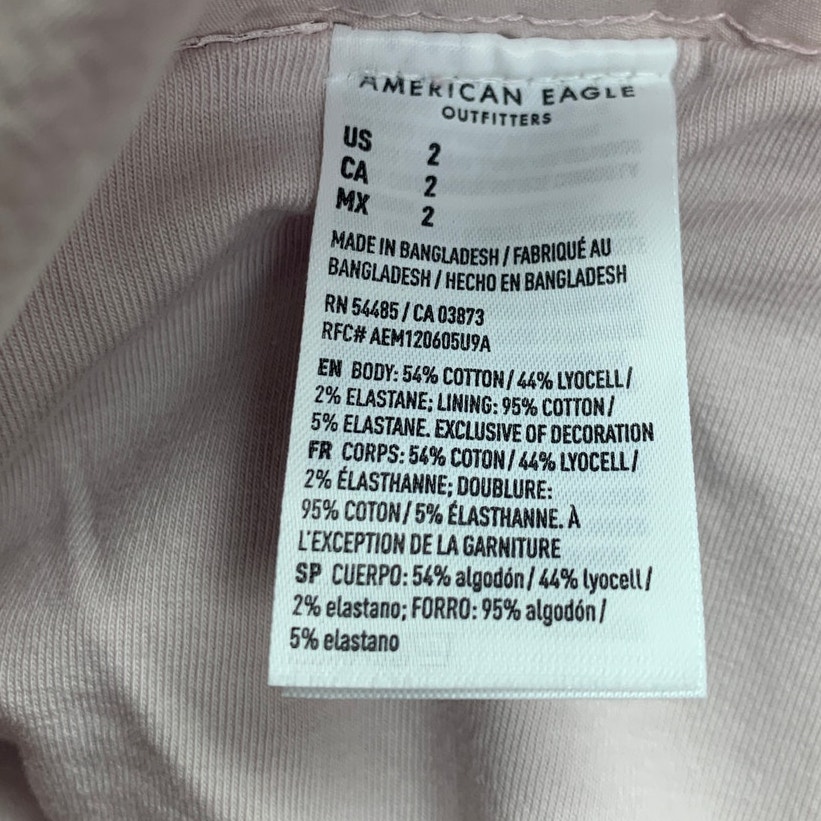 AMERICAN EAGLE
OUTFITTERS
US 2
CA 2
MX 2
MADE IN BANGLADESH / FABRIQUÉ AU
BANGLADESH / HECHO EN BANGLADESH
RN 54485 / CA 03873
RFC# AEM120605U9A
EN BODY: 54% COTTON / 44% LYOCELL /
2% ELASTANE; LINING: 95% COTTON /
5% ELASTANE. EXCLUSIVE OF DECORATION
FR CORPS: 54% COTON / 44% LYOCELL /
2% ÉLASTHANNE; DOUBLURE:
95% COTON / 5% ÉLASTHANNE. À
L'EXCEPTION DE LA GARNITURE
SP CUERPO: 54% algodón / 44% lyocell /
2% elastano; FORRO: 95% algodón /
5% elastano